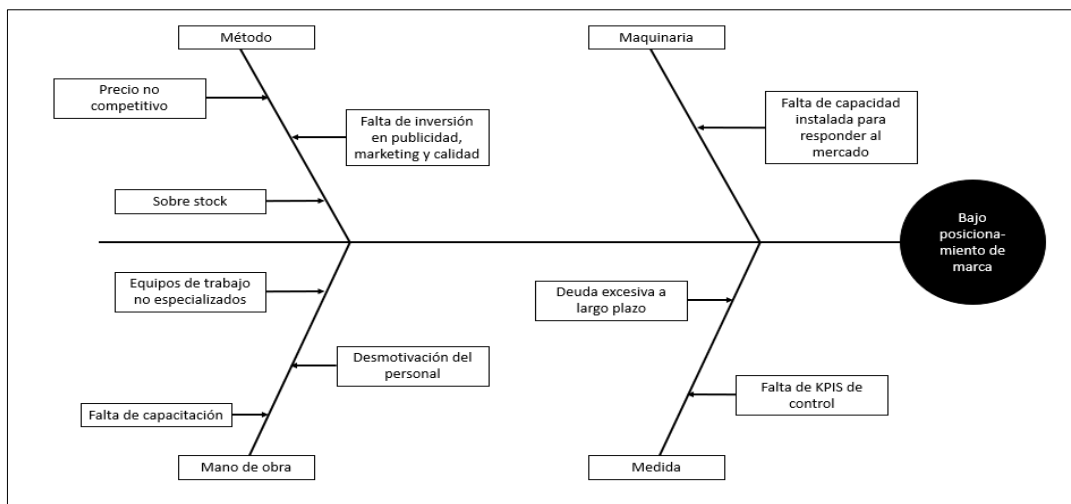 Método
Maquinaria
Precio no
competitivo
Falta de inversión
en publicidad,
marketing y calidad
Sobre stock
Falta de capacidad
instalada para
responder al
mercado
Bajo
posiciona-
miento de
marca
Equipos de trabajo
no especializados
Desmotivación del
personal
Falta de capacitación
Mano de obra
Deuda excesiva a
largo plazo
Falta de KPIS de
control
Medida